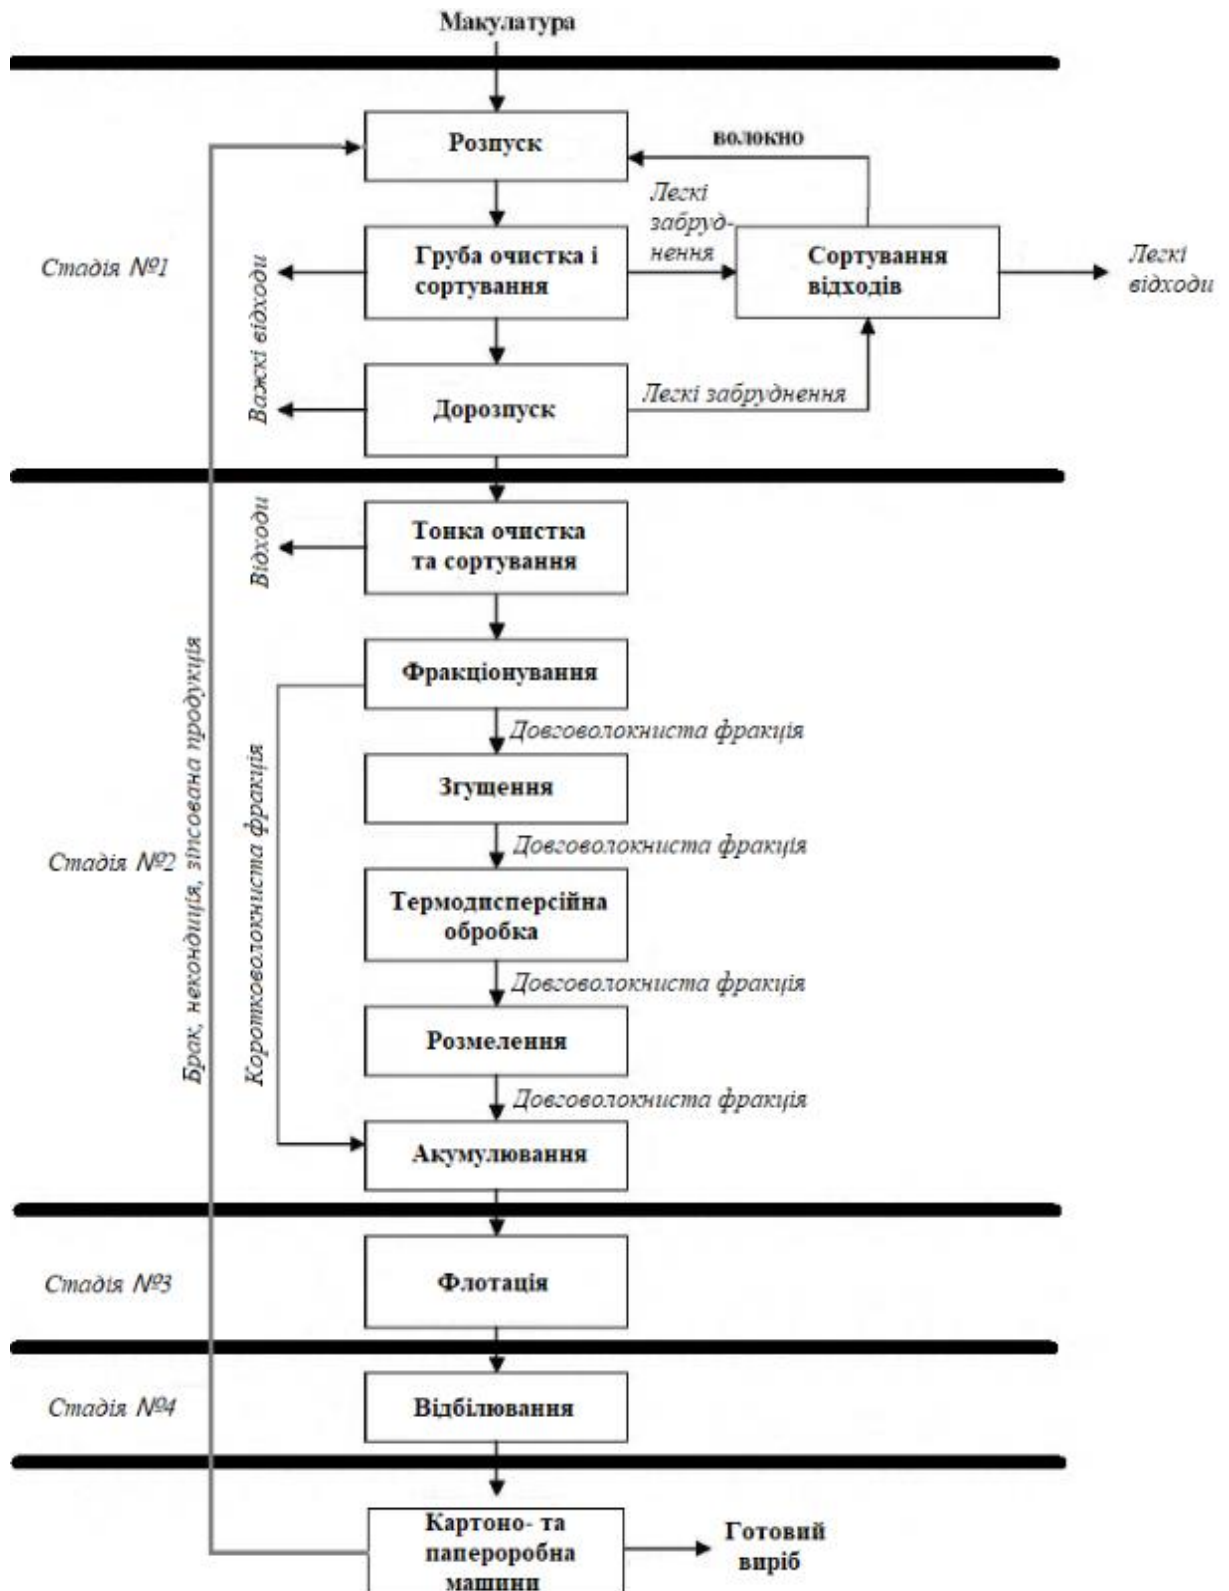 Макулатура
Розпуск
волокно
Легкі
забруд-
нення
Стадія №1
Груба очистка і
сортування
Сортування
відходів
Легкі
відходи
Важкі відходи
Дорозпуск
Легкі забруднення
Відходи
Тонка очистка
та сортування
Фракціонування
Довговолокниста фракція
Згущення
Довговолокниста фракція
Стадія №2
Брак, некондиція, зіпсована продукція
Коротковолокниста фракція
Термодисперсійна
обробка
Довговолокниста фракція
Розмелення
Довговолокниста фракція
Акумулювання
Стадія №3
Флотація
Стадія №4
Відбілювання
Картоно- та
папероробна
машини
Готовий
виріб